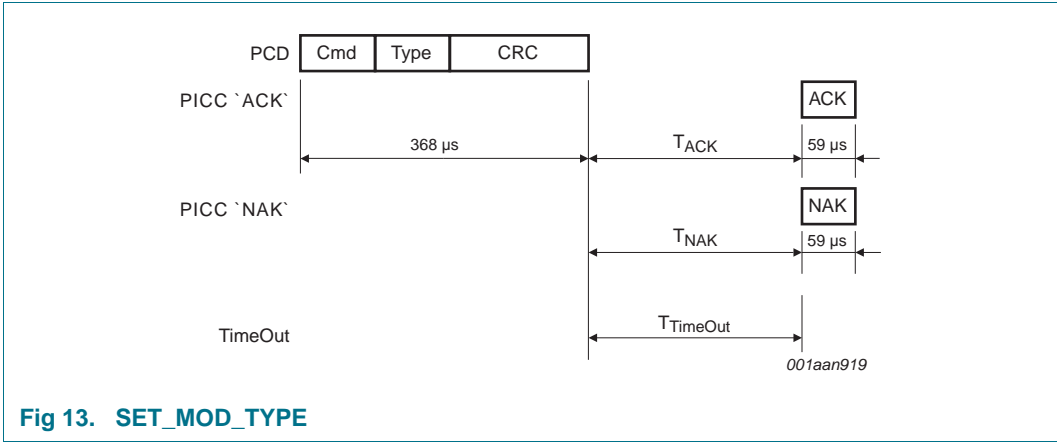 PCD Cmd Type CRC
PICC `ACK` ACK
368 µs TACK 59 µs
PICC `NAK` NAK
TNAK 59 µs
TimeOut TTimeOut
001aan919
Fig 13. SET_MOD_TYPE